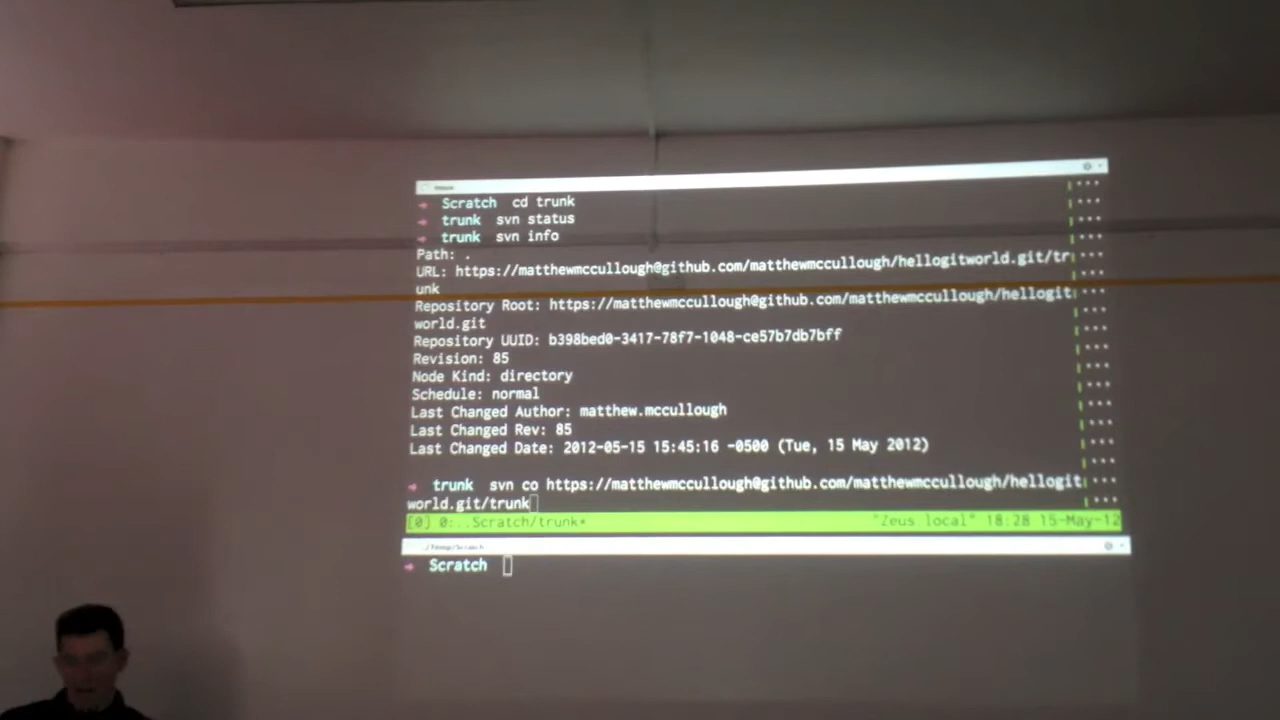 Scratch cd trunk
trunk svn status
trunk svn info
Path: .
URL: https://matthewmccullough@github.com/matthewmccullough/hellogitworld.git/tr
unk
Repository Root: https://matthewmccullough@github.com/matthewmccullough/hellogit
world.git
Repository UUID: b398bed0-3417-78f7-1048-ce57b7db7bff
Revision: 85
Node Kind: directory
Schedule: normal
Last Changed Author: matthew.mccullough
Last Changed Rev: 85
Last Changed Date: 2012-05-15 15:45:16 -0500 (Tue, 15 May 2012)
trunk svn co https://matthewmccullough@github.com/matthewmccullough/hellogit
world.git/trunk
[0] 0:..Scratch/trunk* "Zeus.local" 18:28 15-May-12
Scratch